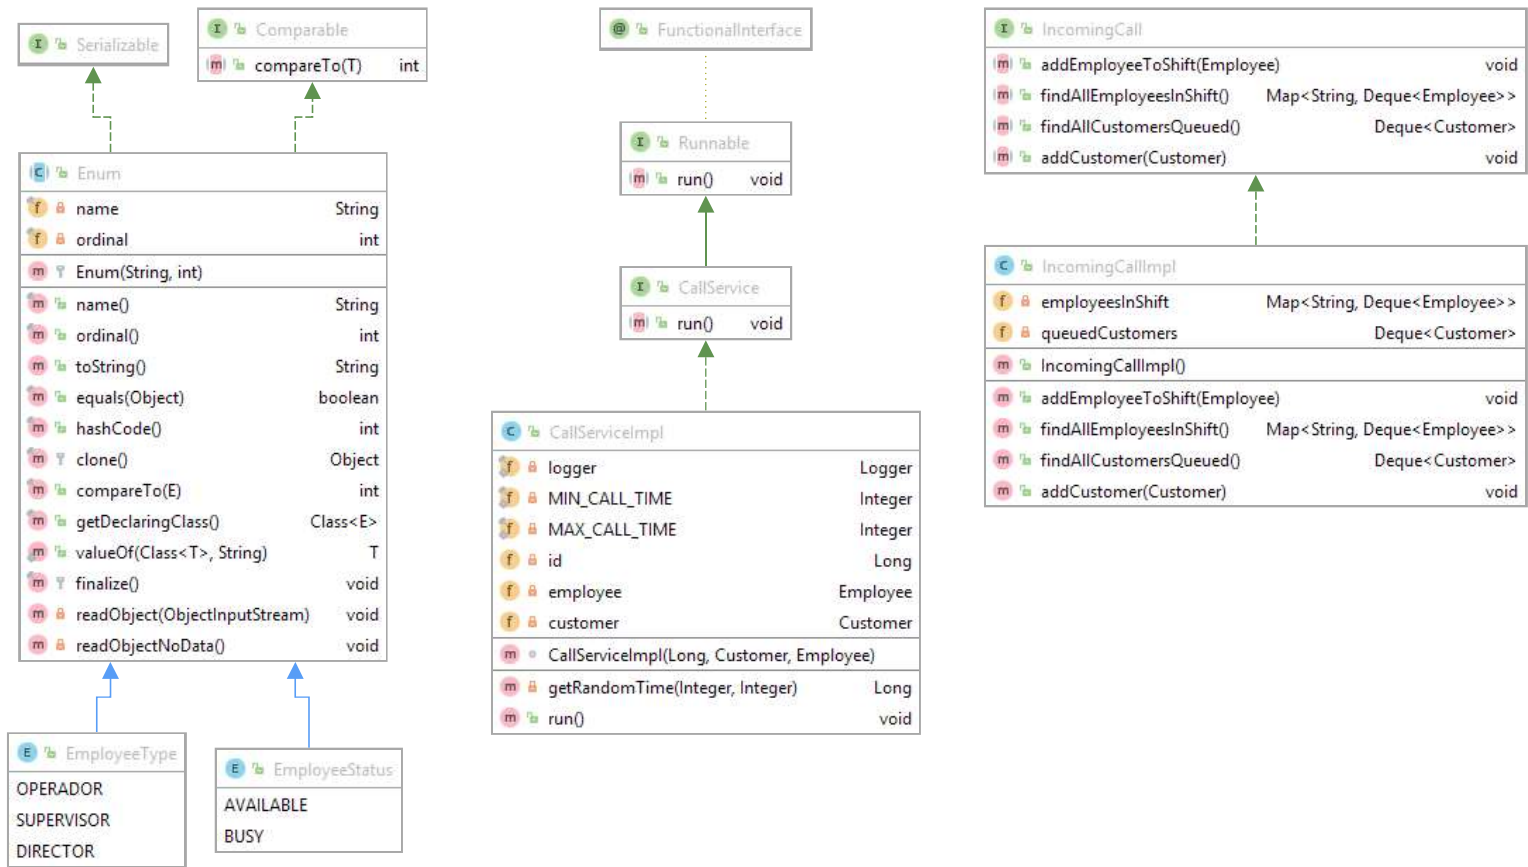 Serializable
Comparable
compareTo(T) int
Enum
name String
ordinal int
Enum(String, int)
name() String
ordinal() int
toString() String
equals(Object) boolean
hashCode() int
clone() Object
compareTo(E) int
getDeclaringClass() Class<E>
valueOf(Class<T>, String) T
finalize() void
readObject(ObjectInputStream) void
readObjectNoData() void
EmployeeType
OPERADOR
SUPERVISOR
DIRECTOR
EmployeeStatus
AVAILABLE
BUSY
FunctionalInterface
Runnable
run() void
CallService
run() void
CallServiceImpl
logger Logger
MIN_CALL_TIME Integer
MAX_CALL_TIME Integer
id Long
employee Employee
customer Customer
CallServiceImpl(Long, Customer, Employee)
getRandomTime(Integer, Integer) Long
run() void
IncomingCall
addEmployeeToShift(Employee) void
findAllEmployeesInShift() Map<String, Deque<Employee>>
findAllCustomersQueued() Deque<Customer>
addCustomer(Customer) void
IncomingCallImpl
employeesInShift Map<String, Deque<Employee>>
queuedCustomers Deque<Customer>
IncomingCallImpl()
addEmployeeToShift(Employee) void
findAllEmployeesInShift() Map<String, Deque<Employee>>
findAllCustomersQueued() Deque<Customer>
addCustomer(Customer) void